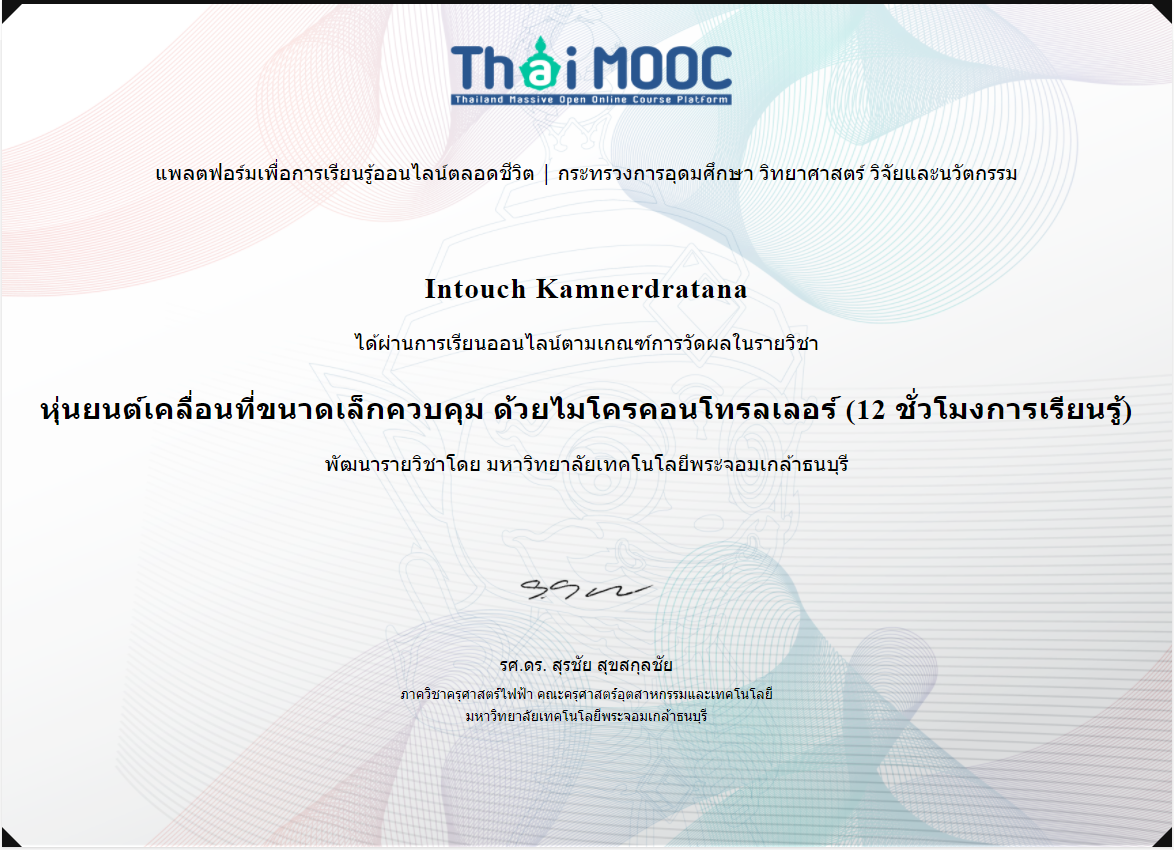 Thai MOOC
Thailand Massive Open Online Course Platform
แพลตฟอร์มเพื่อการเรียนรู้ออนไลน์ตลอดชีวิต | กระทรวงการอุดมศึกษา วิทยาศาสตร์ วิจัยและนวัตกรรม
Intouch Kamnerdratana
ได้ผ่านการเรียนออนไลน์ตามเกณฑ์การวัดผลในรายวิชา
หุ่นยนต์เคลื่อนที่ขนาดเล็กควบคุม ด้วยไมโครคอนโทรลเลอร์ (12 ชั่วโมงการเรียนรู้)
พัฒนารายวิชาโดย มหาวิทยาลัยเทคโนโลยีพระจอมเกล้าธนบุรี
รศ.ดร. สุรชัย สุขสกุลชัย
ภาควิชาครุศาสตร์ไฟฟ้า คณะครุศาสตร์อุตสาหกรรมและเทคโนโลยี
มหาวิทยาลัยเทคโนโลยีพระจอมเกล้าธนบุรี